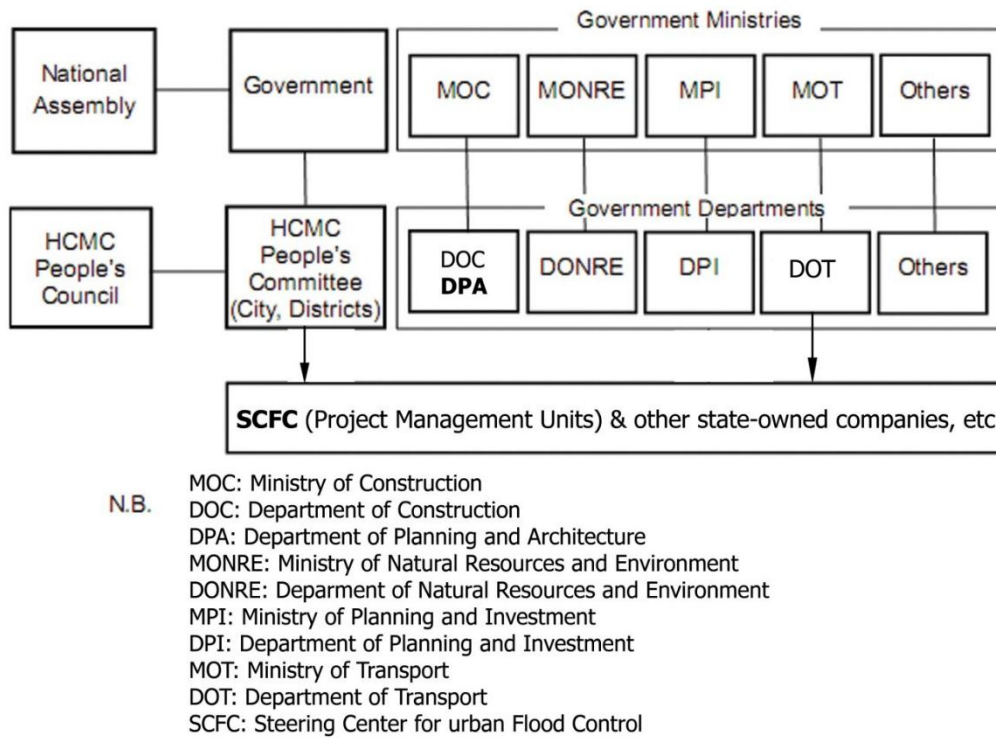 Government Ministries
National
Assembly
Government
MOC
MONRE
MPI
MOT
Others
Government Departments
HCMC
People's
Council
HCMC
People's
Committee
(City, Districts)
DOC
DPA
DONRE
DPI
DOT
Others
SCFC (Project Management Units) & other state-owned companies, etc
N.B.
MOC: Ministry of Construction
DOC: Department of Construction
DPA: Department of Planning and Architecture
MONRE: Ministry of Natural Resources and Environment
DONRE: Deparment of Natural Resources and Environment
MPI: Ministry of Planning and Investment
DPI: Department of Planning and Investment
MOT: Ministry of Transport
DOT: Department of Transport
SCFC: Steering Center for urban Flood Control